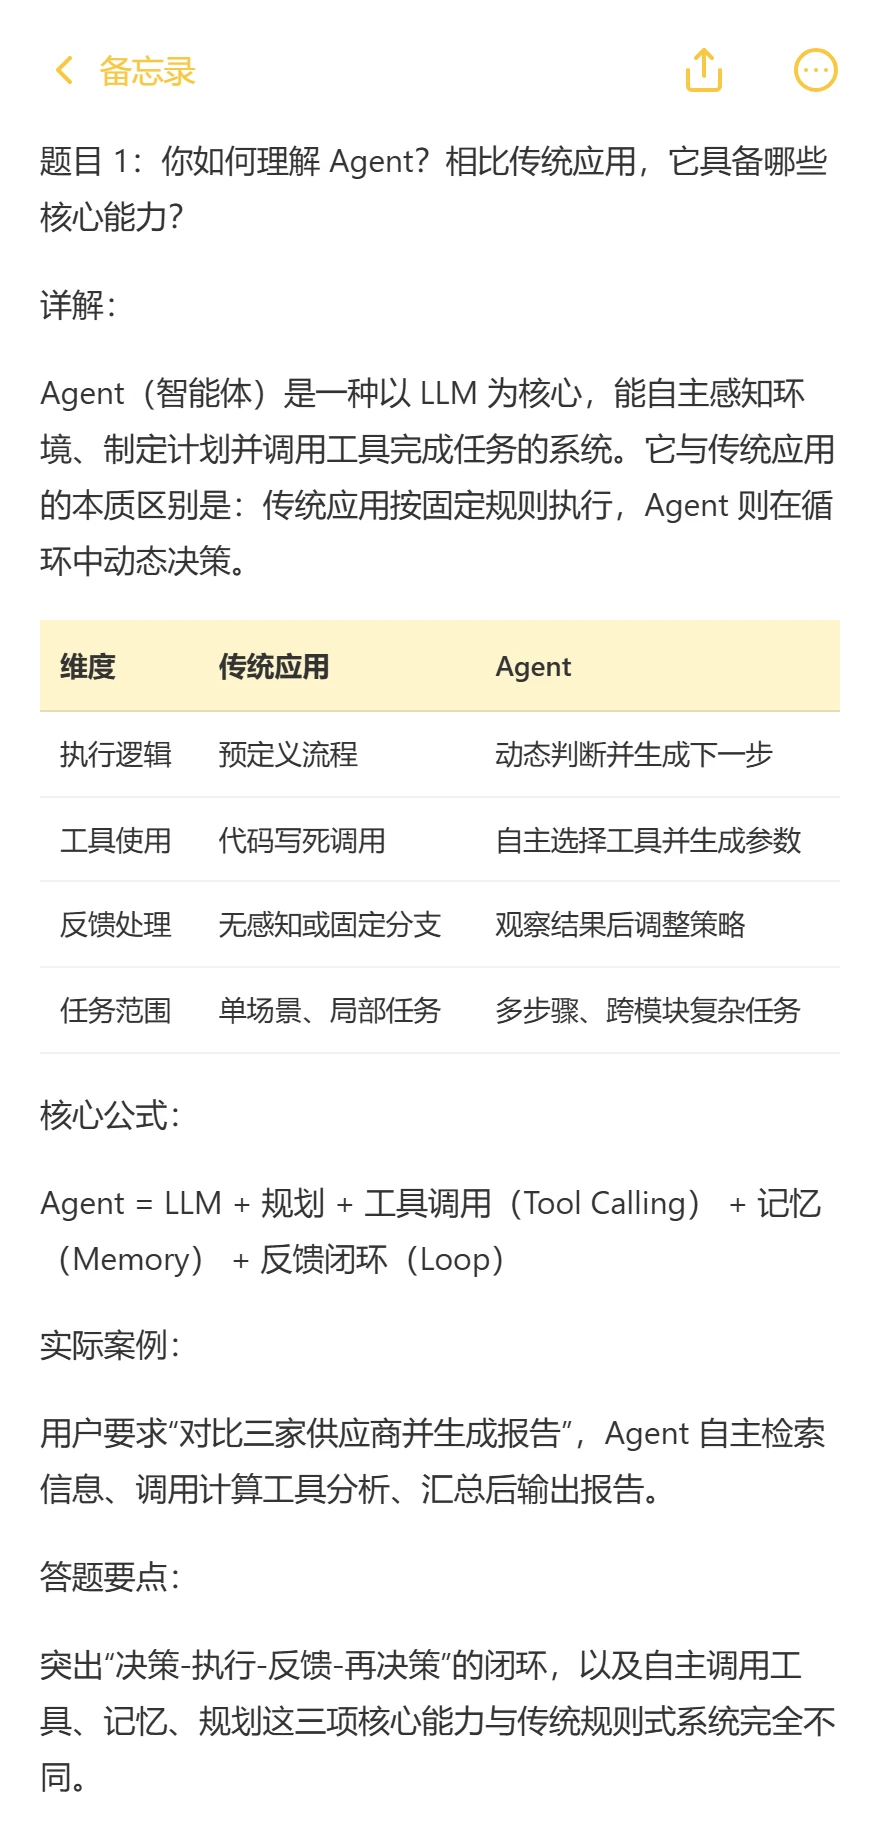 备忘录
题目 1：你如何理解 Agent？相比传统应用，它具备哪些
核心能力？
详解：
Agent（智能体）是一种以 LLM 为核心，能自主感知环
境、制定计划并调用工具完成任务的系统。它与传统应用
的本质区别是：传统应用按固定规则执行，Agent 则在循
环中动态决策。
维度 传统应用 Agent
执行逻辑 预定义流程 动态判断并生成下一步
工具使用 代码写死调用 自主选择工具并生成参数
反馈处理 无感知或固定分支 观察结果后调整策略
任务范围 单场景、局部任务 多步骤、跨模块复杂任务
核心公式：
Agent = LLM + 规划 + 工具调用（Tool Calling） + 记忆
（Memory） + 反馈闭环（Loop）
实际案例：
用户要求“对比三家供应商并生成报告”，Agent 自主检索
信息、调用计算工具分析、汇总后输出报告。
答题要点：
突出“决策-执行-反馈-再决策”的闭环，以及自主调用工
具、记忆、规划这三项核心能力与传统规则式系统完全不
同。